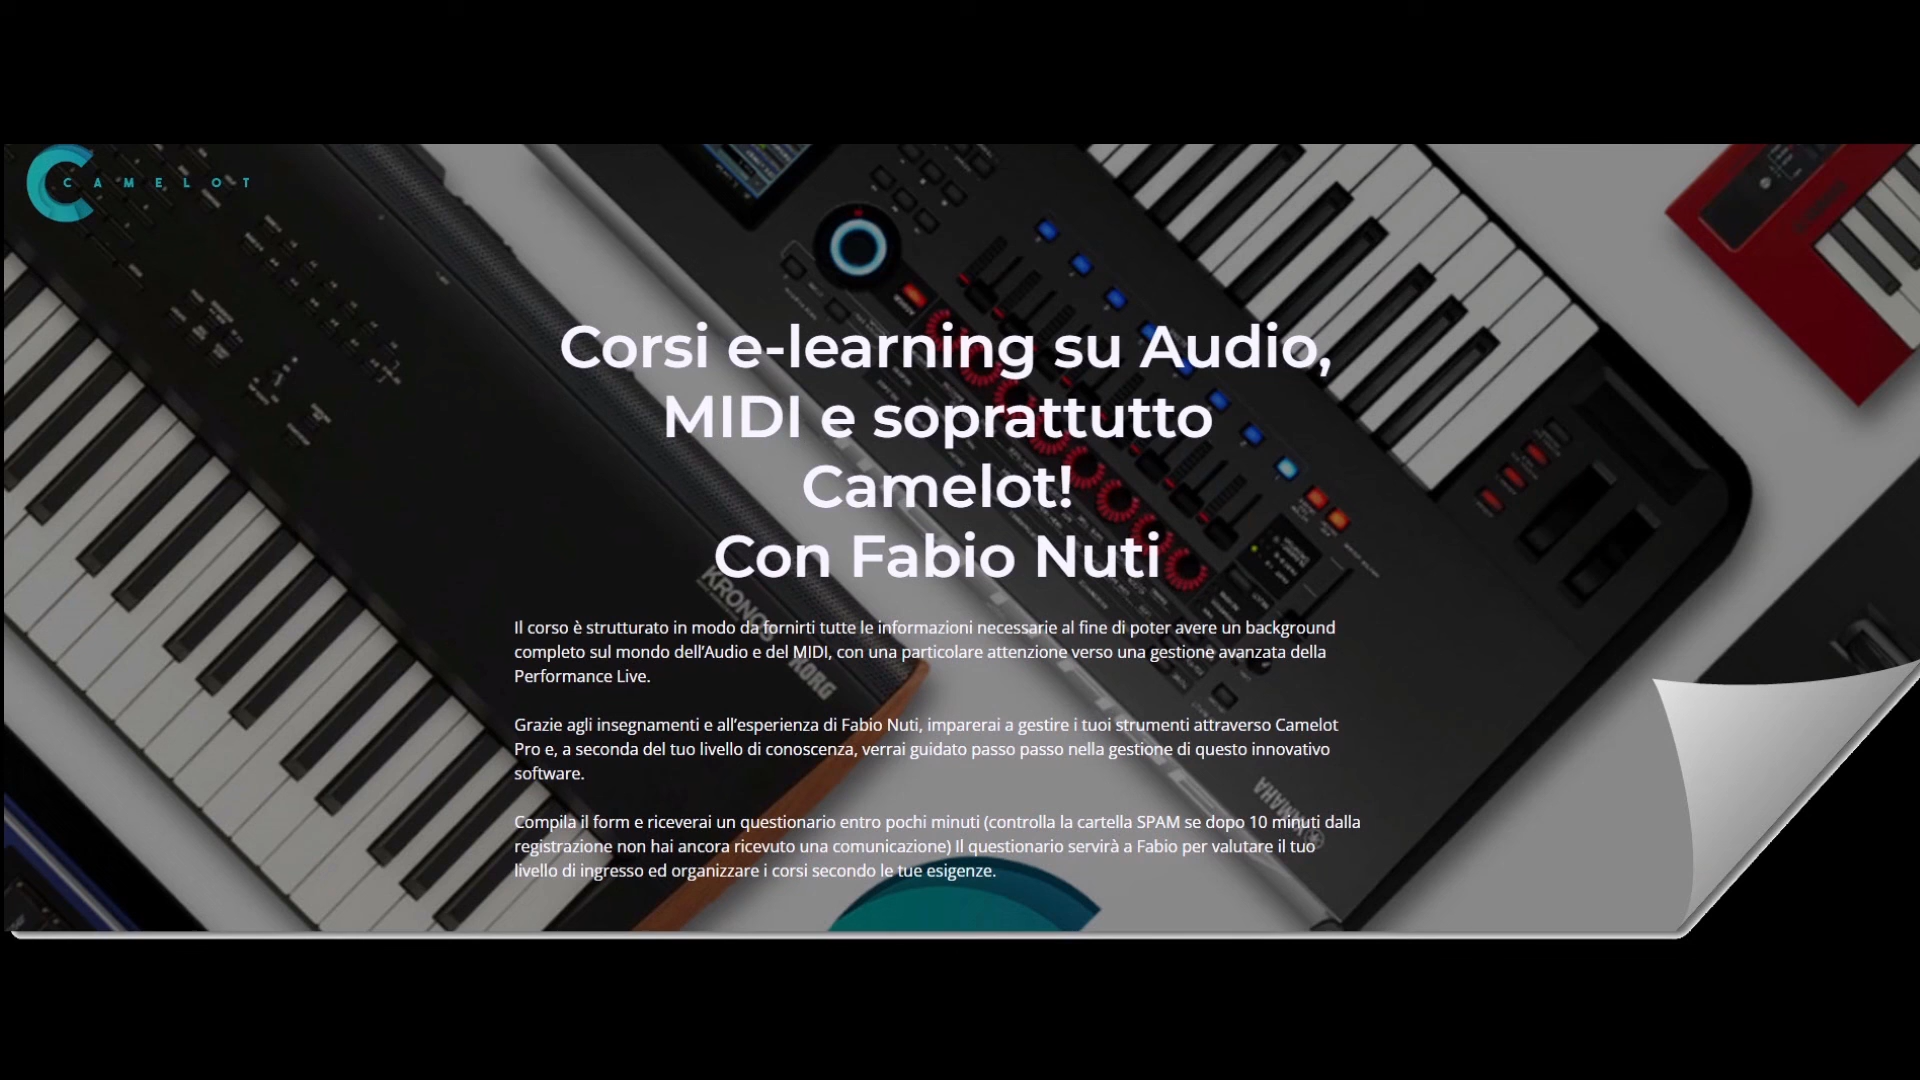 CAMELOT
Corsi e-learning su Audio,
MIDI e soprattutto
Camelot!
Con Fabio Nuti
KRONOS
KORG
YAMAHA
Il corso è strutturato in modo da fornirti tutte le informazioni necessarie al fine di poter avere un background
completo sul mondo dell’Audio e del MIDI, con una particolare attenzione verso una gestione avanzata della
Performance Live.
Grazie agli insegnamenti e all’esperienza di Fabio Nuti, imparerai a gestire i tuoi strumenti attraverso Camelot
Pro e, a seconda del tuo livello di conoscenza, verrai guidato passo passo nella gestione di questo innovativo
software.
Compila il form e riceverai un questionario entro pochi minuti (controlla la cartella SPAM se dopo 10 minuti dalla
registrazione non hai ancora ricevuto una comunicazione) Il questionario servirà a Fabio per valutare il tuo
livello di ingresso ed organizzare i corsi secondo le tue esigenze.